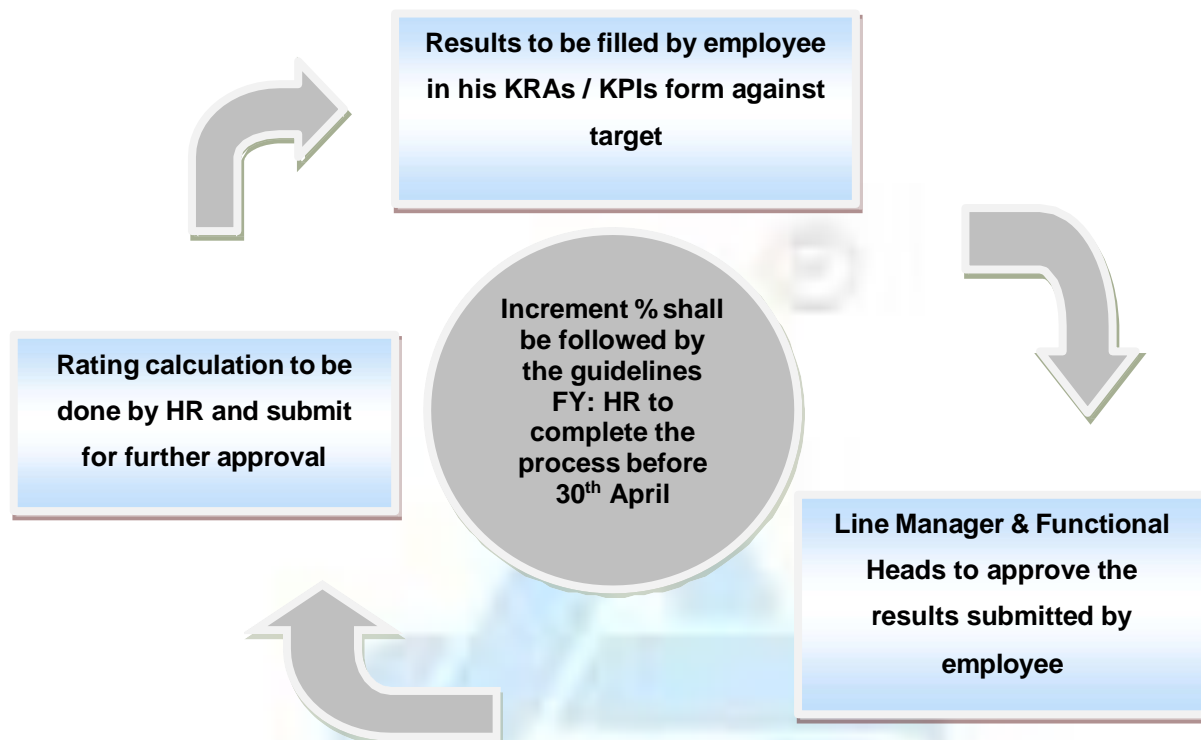 Results to be filled by employee
in his KRAs / KPIs form against
target
Increment % shall
be followed by
the guidelines
FY: HR to
complete the
process before
30th April
Rating calculation to be
done by HR and submit
for further approval
Line Manager & Functional
Heads to approve the
results submitted by
employee